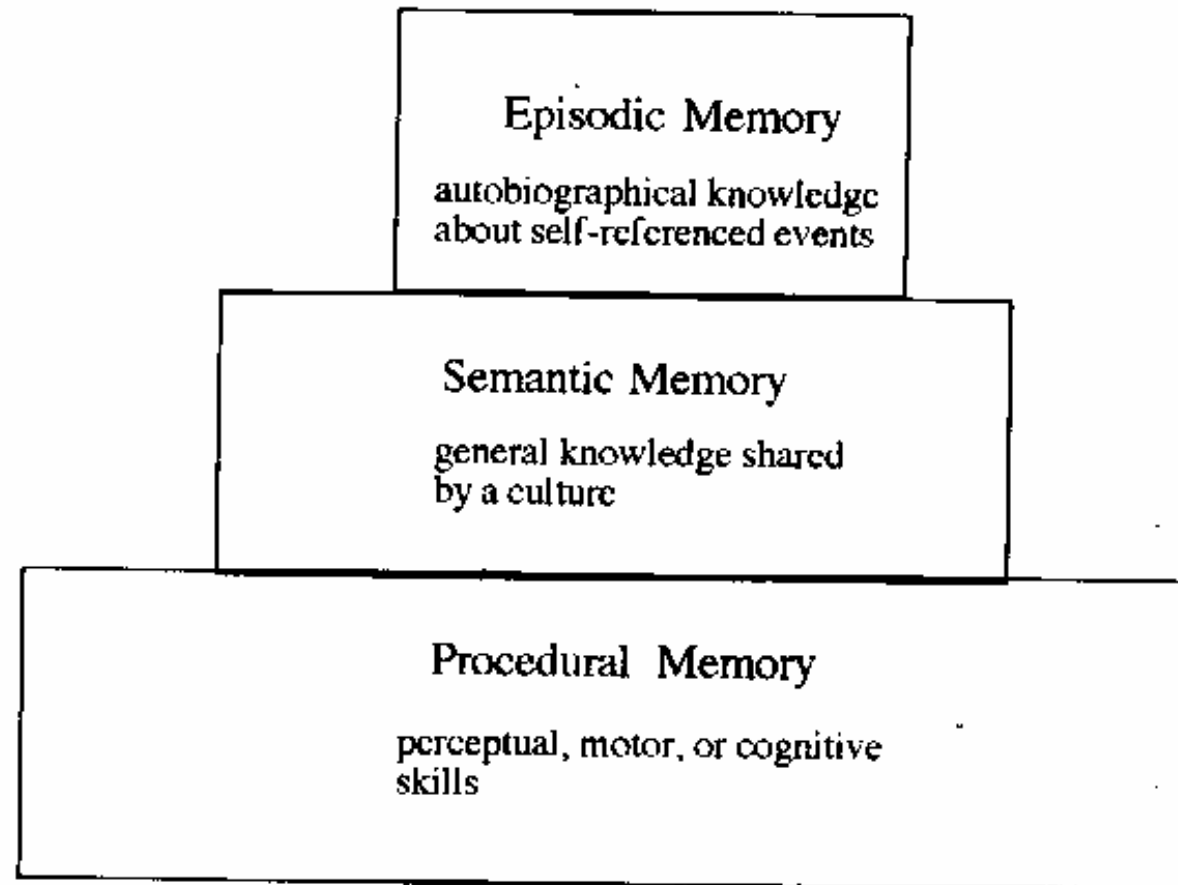 Episodic Memory
autobiographical knowledge
about self-referenced events
Semantic Memory
general knowledge shared
by a culture
Procedural Memory
perceptual, motor, or cognitive
skills